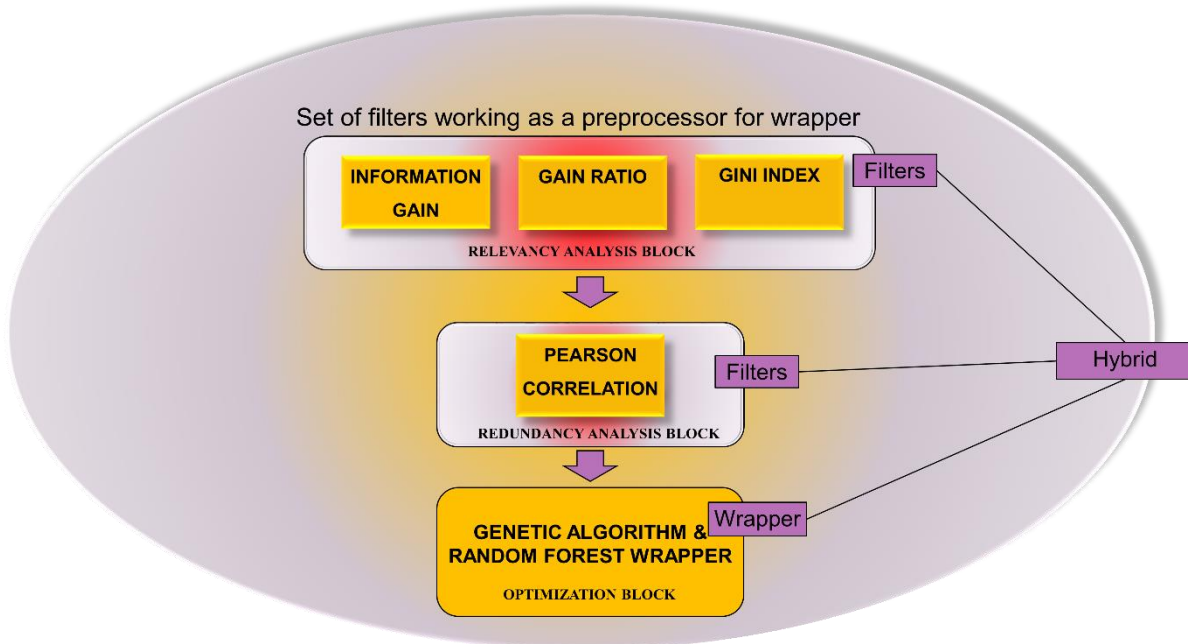 Set of filters working as a preprocessor for wrapper
INFORMATION
GAIN
GAIN RATIO
GINI INDEX
Filters
RELEVANCY ANALYSIS BLOCK
PEARSON
CORRELATION
Filters
Hybrid
REDUNDANCY ANALYSIS BLOCK
Wrapper
GENETIC ALGORITHM &
RANDOM FOREST WRAPPER
OPTIMIZATION BLOCK